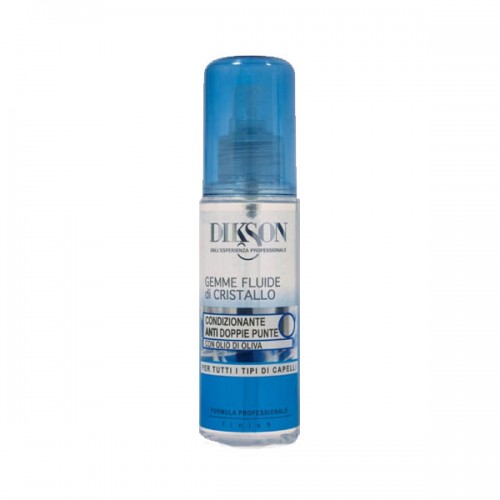 DIKSON
DALL'ESPERIENZA PROFESSIONALE
GEMME FLUIDE
di CRISTALLO
CONDIZIONANTE
ANTI DOPPIE PUNTE
CON OLIO DI OLIVA
PER TUTTI I TIPI DI CAPELLI
FORMULA PROFESSIONALE